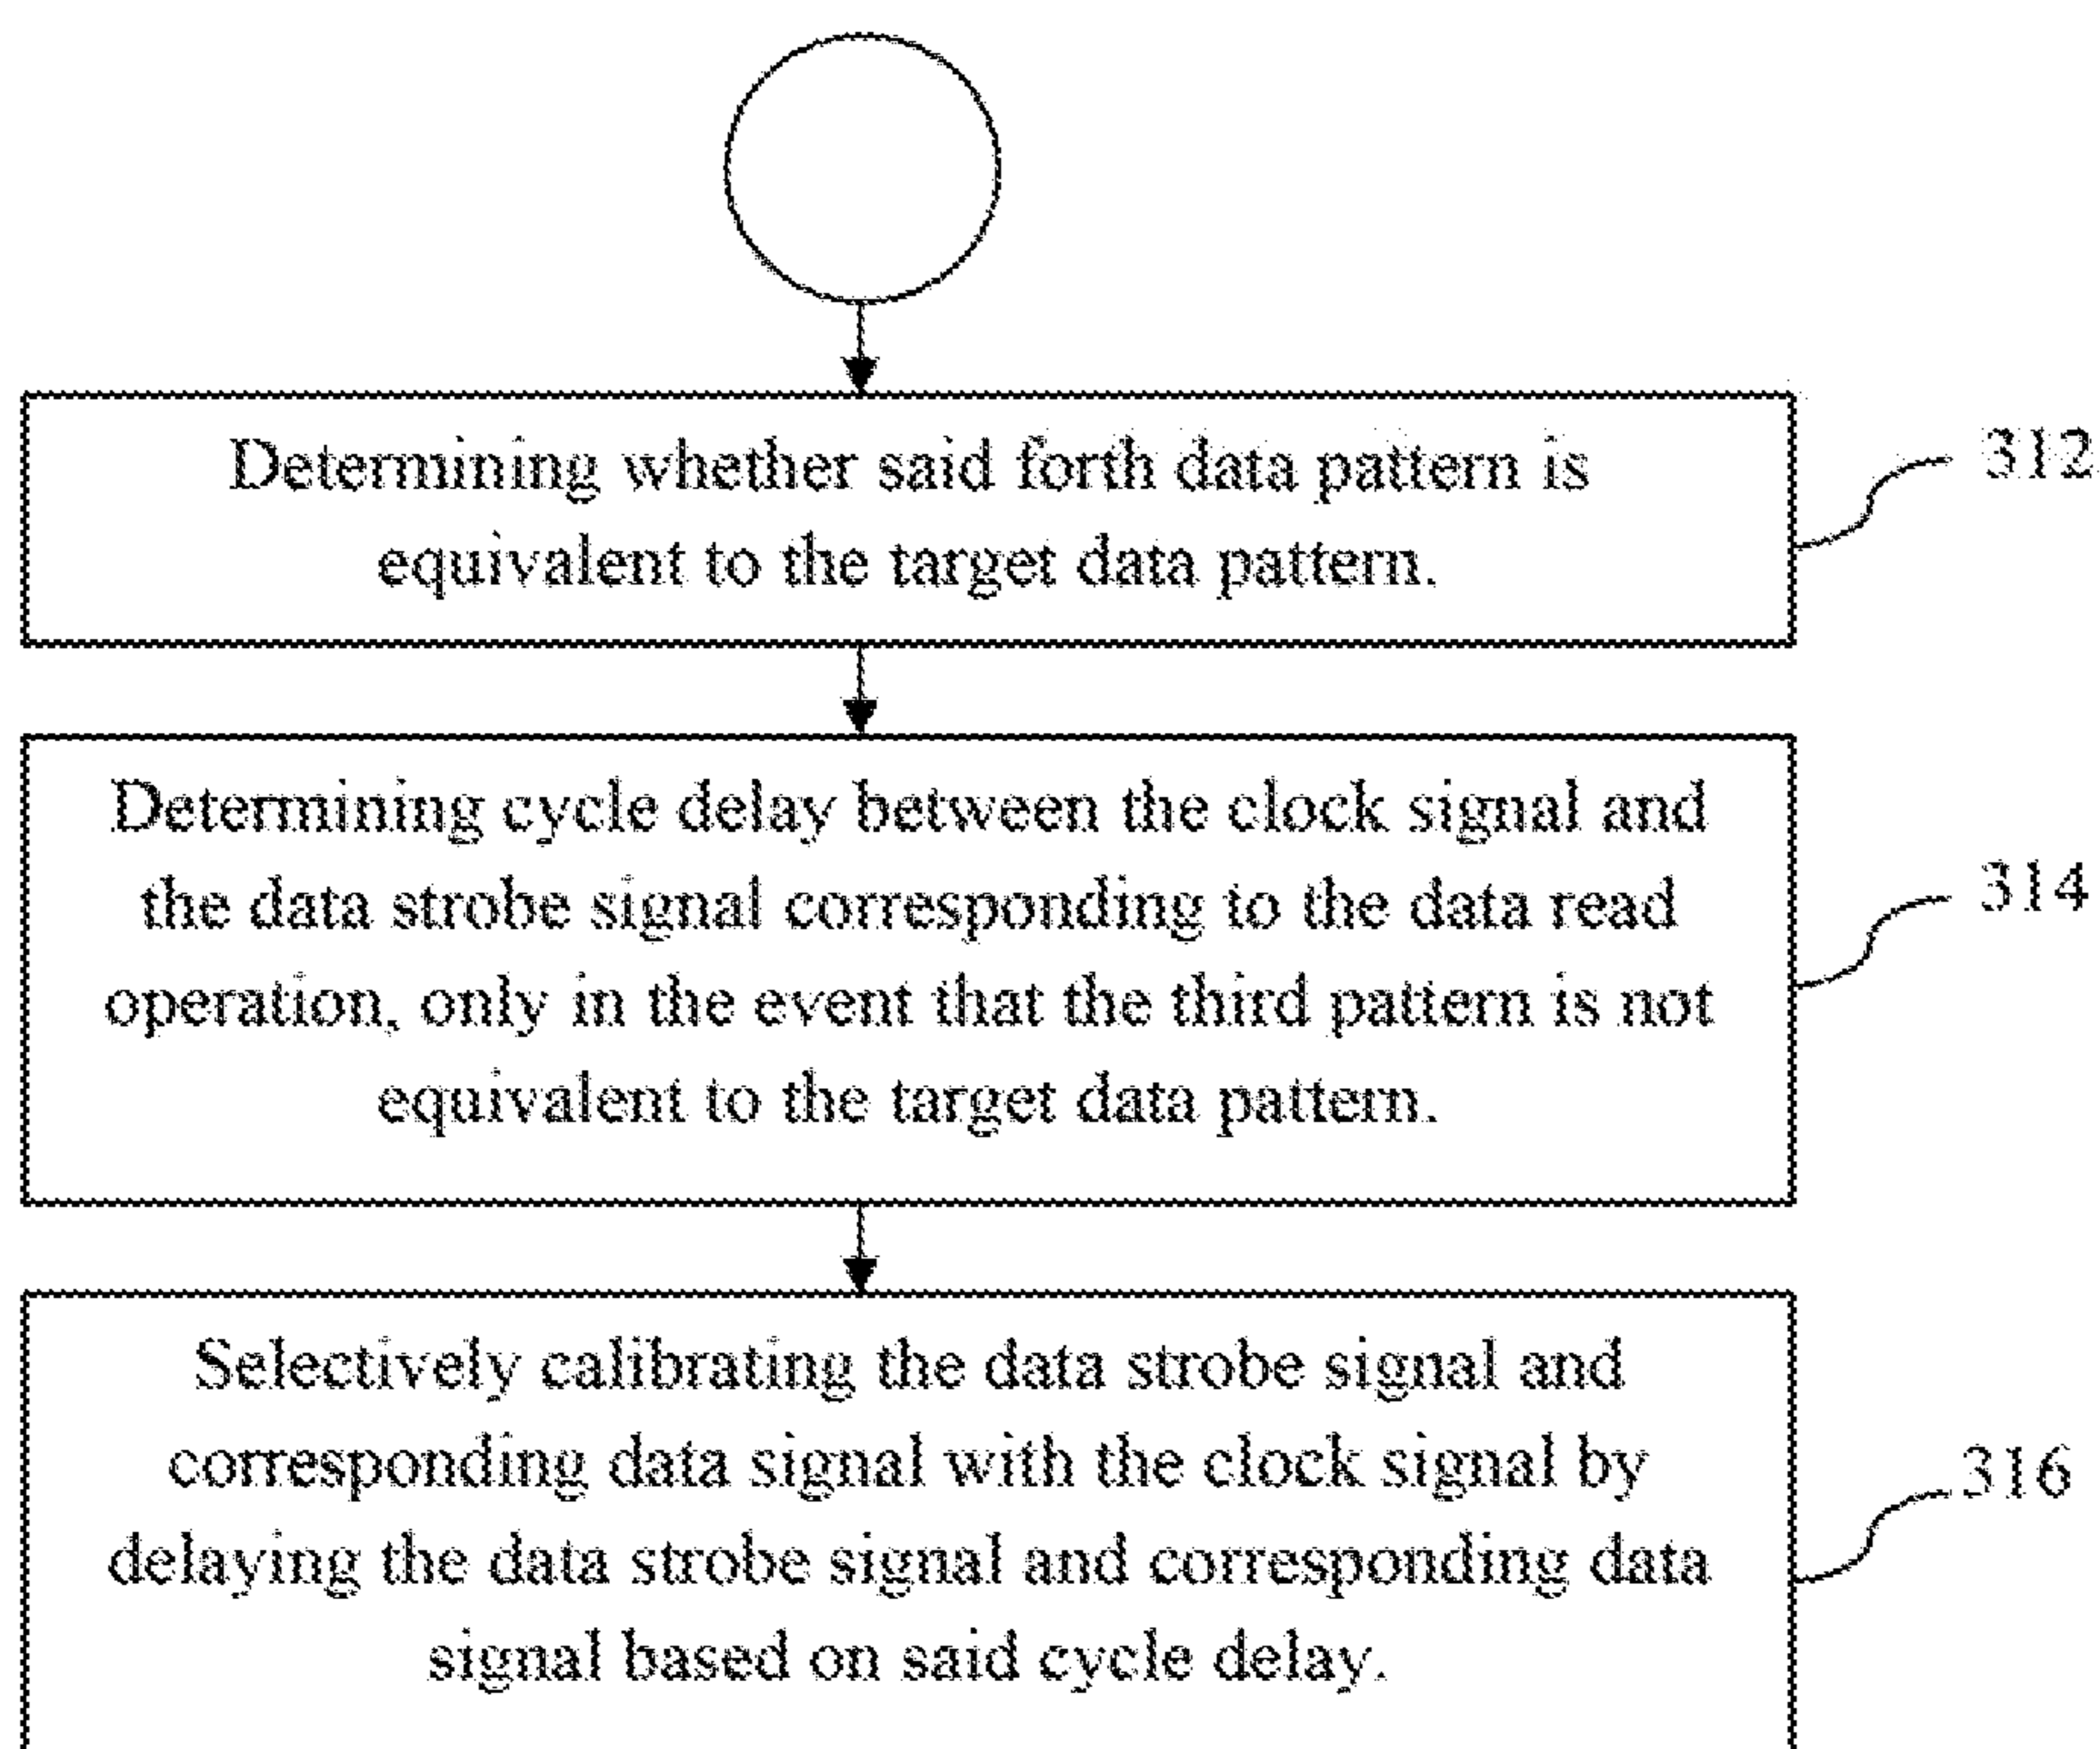 Determining whether said forth data pattern is
equivalent to the target data pattern.
312
Determining cycle delay between the clock signal and
the data strobe signal corresponding to the data read
operation, only in the event that the third pattern is not
equivalent to the target data pattern.
314
Selectively calibrating the data strobe signal and
corresponding data signal with the clock signal by
delaying the data strobe signal and corresponding data
signal based on said cycle delay.
316